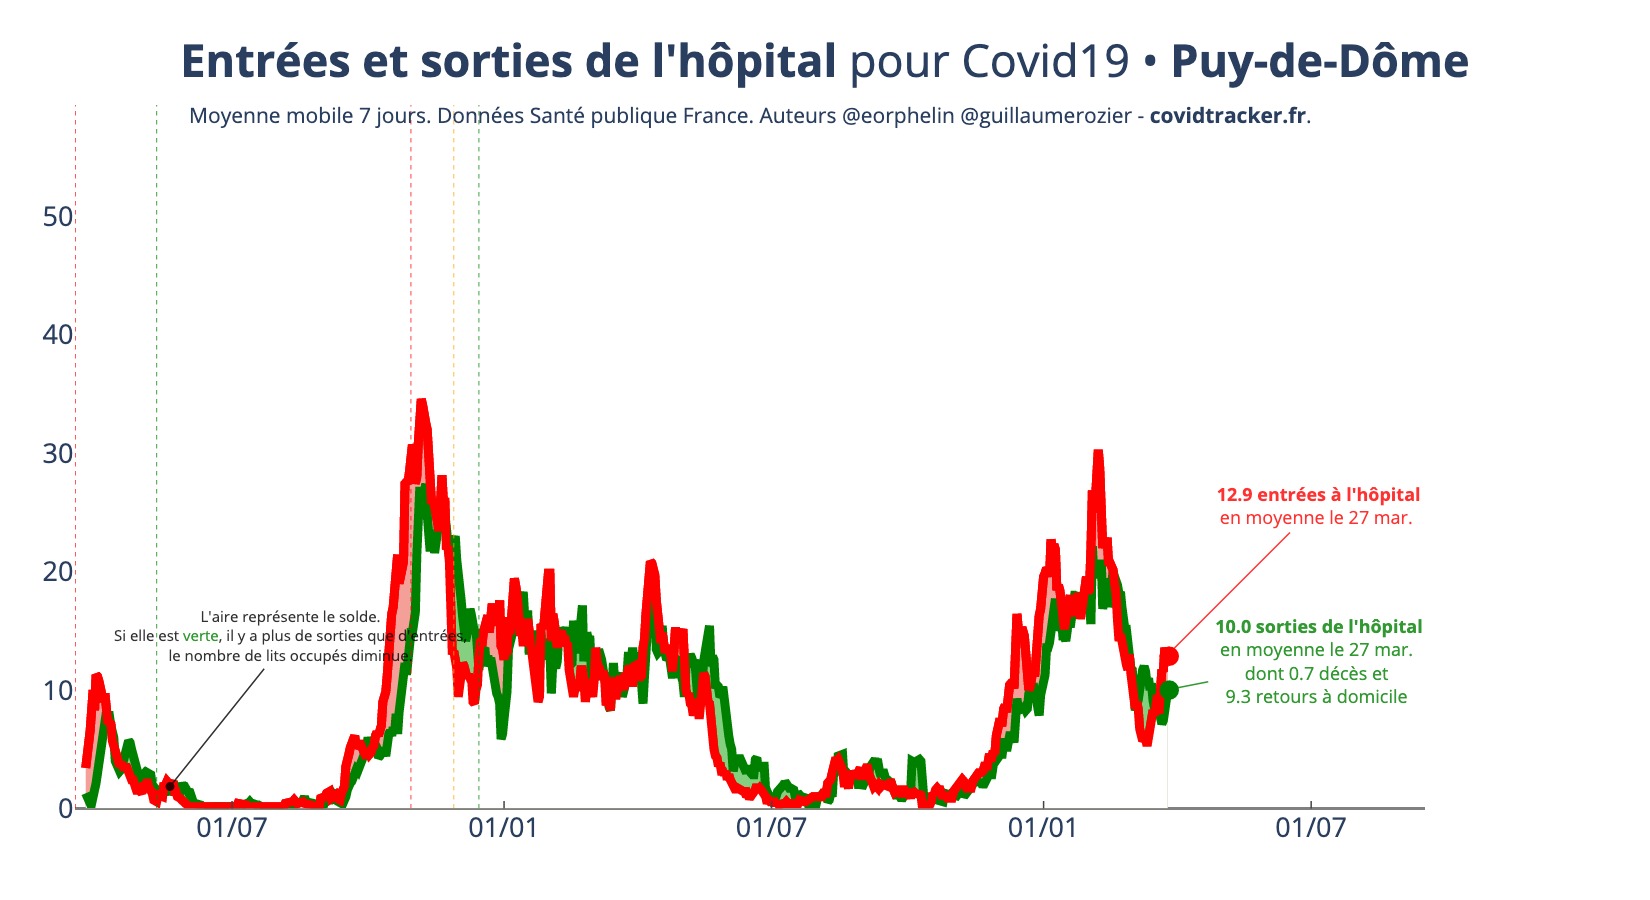 Entrées et sorties de l'hôpital pour Covid19 • Puy-de-Dôme
Moyenne mobile 7 jours. Données Santé publique France. Auteurs @eorphelin @guillaumerozier - covidtracker.fr.
50
40
30
20
10
0
L'aire représente le solde.
Si elle est verte, il y a plus de sorties que d'entrées,
le nombre de lits occupés diminue.
12.9 entrées à l'hôpital
en moyenne le 27 mar.
10.0 sorties de l'hôpital
en moyenne le 27 mar.
dont 0.7 décès et
9.3 retours à domicile
01/07
01/01
01/07
01/01
01/07